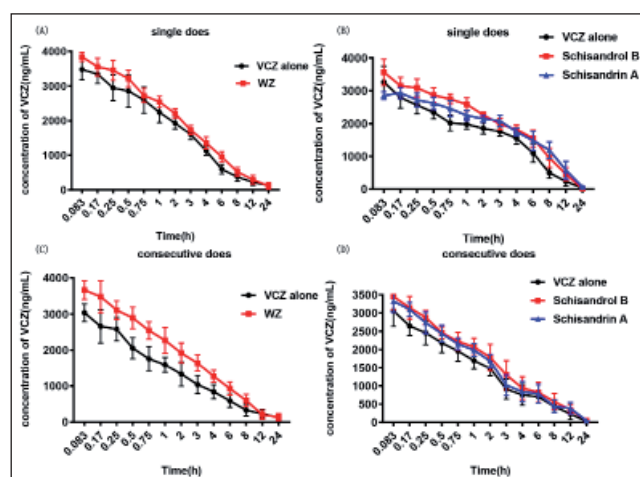 (A) single does
VCZ alone
WZ
concentration of VCZ(ng/mL)
4000
3000
2000
1000
0
0.083 0.17 0.25 0.5 0.75 1 2 3 4 6 8 12 24
Time(h)
(B) single does
VCZ alone
Schisandrol B
Schisandrin A
concentration of VCZ(ng/mL)
4000
3000
2000
1000
0
0.083 0.17 0.25 0.5 0.75 1 2 3 4 6 8 12 24
Time(h)
(C) consecutive does
VCZ alone
WZ
concentration of VCZ(ng/mL)
4000
3000
2000
1000
0
0.083 0.17 0.25 0.5 0.75 1 2 3 4 6 8 12 24
Time(h)
(D) consecutive does
VCZ alone
Schisandrol B
Schisandrin A
concentration of VCZ(ng/mL)
3500
3000
2500
2000
1500
1000
500
0
0.083 0.17 0.25 0.5 0.75 1 2 3 4 6 8 12 24
Time(h)